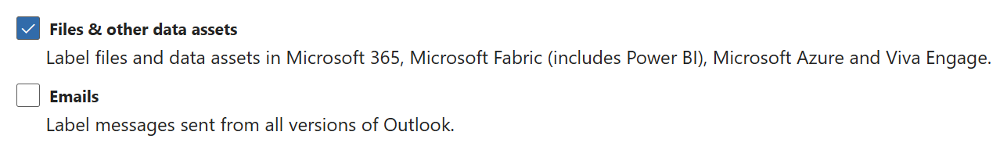 Files & other data assets
Label files and data assets in Microsoft 365, Microsoft Fabric (includes Power BI), Microsoft Azure and Viva Engage.
Emails
Label messages sent from all versions of Outlook.